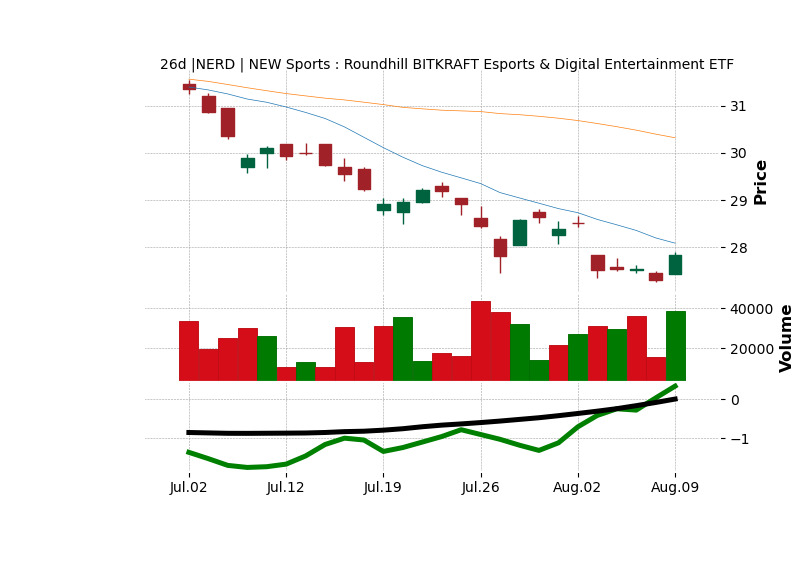 26d |NERD | NEW Sports : Roundhill BITKRAFT Esports & Digital Entertainment ETF
31
30
29
28
Price
40000
20000
Volume
0
−1
Jul.02 Jul.12 Jul.19 Jul.26 Aug.02 Aug.09